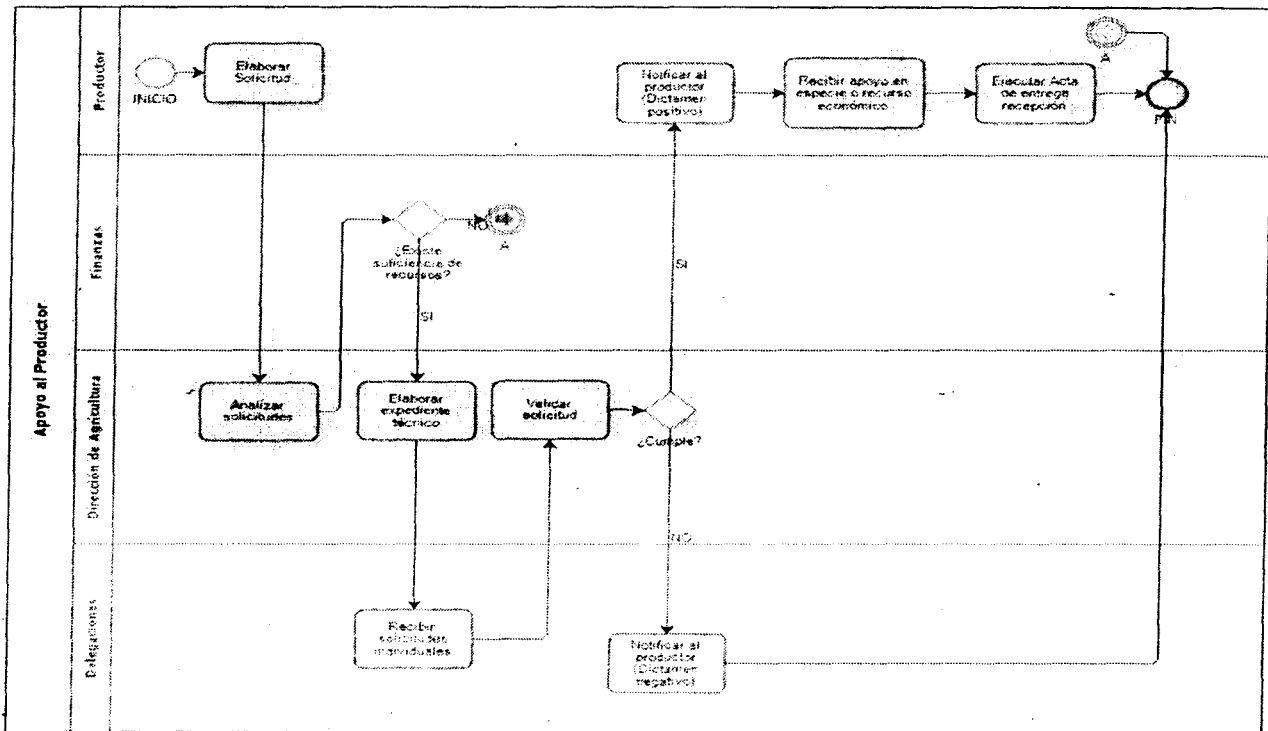 Apoyo al Productor
Productor
INICIO
Elaborar
Solicitud
Notificar al
productor
(Dictamen
positivo)
Recibir apoyo en
especie o recurso
económico
Ejecutar Acta
de entrega
recepción
A
FIN
Finanzas
¿Existe
suficiencia de
recursos?
NO
A
SI
SI
Dirección de Agricultura
Analizar
solicitudes
Elaborar
expediente
técnico
Validar
solicitud
¿Cumple?
NO
Delegaciones
Recibir
solicitudes
individuales
Notificar al
productor
(Dictamen
negativo)